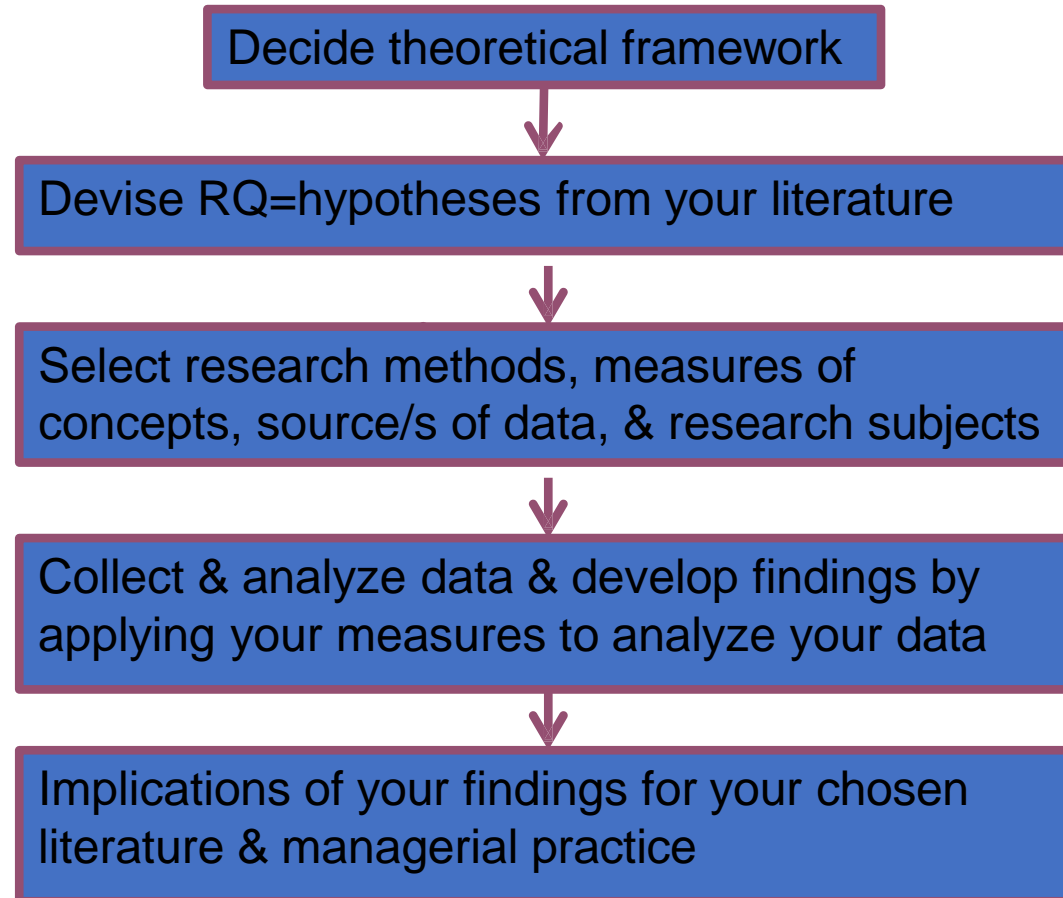 Decide theoretical framework
Devise RQ=hypotheses from your literature
Select research methods, measures of
concepts, source/s of data, & research subjects
Collect & analyze data & develop findings by
applying your measures to analyze your data
Implications of your findings for your chosen
literature & managerial practice